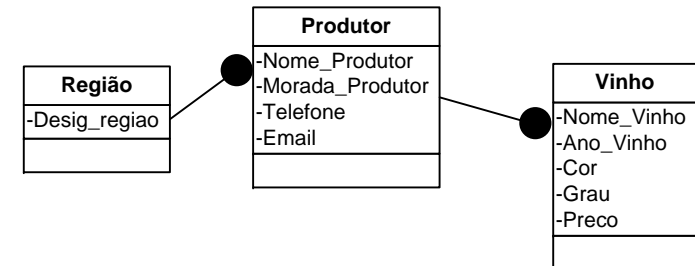 Região
-Desig_regiao
Produtor
-Nome_Produtor
-Morada_Produtor
-Telefone
-Email
Vinho
-Nome_Vinho
-Ano_Vinho
-Cor
-Grau
-Preco